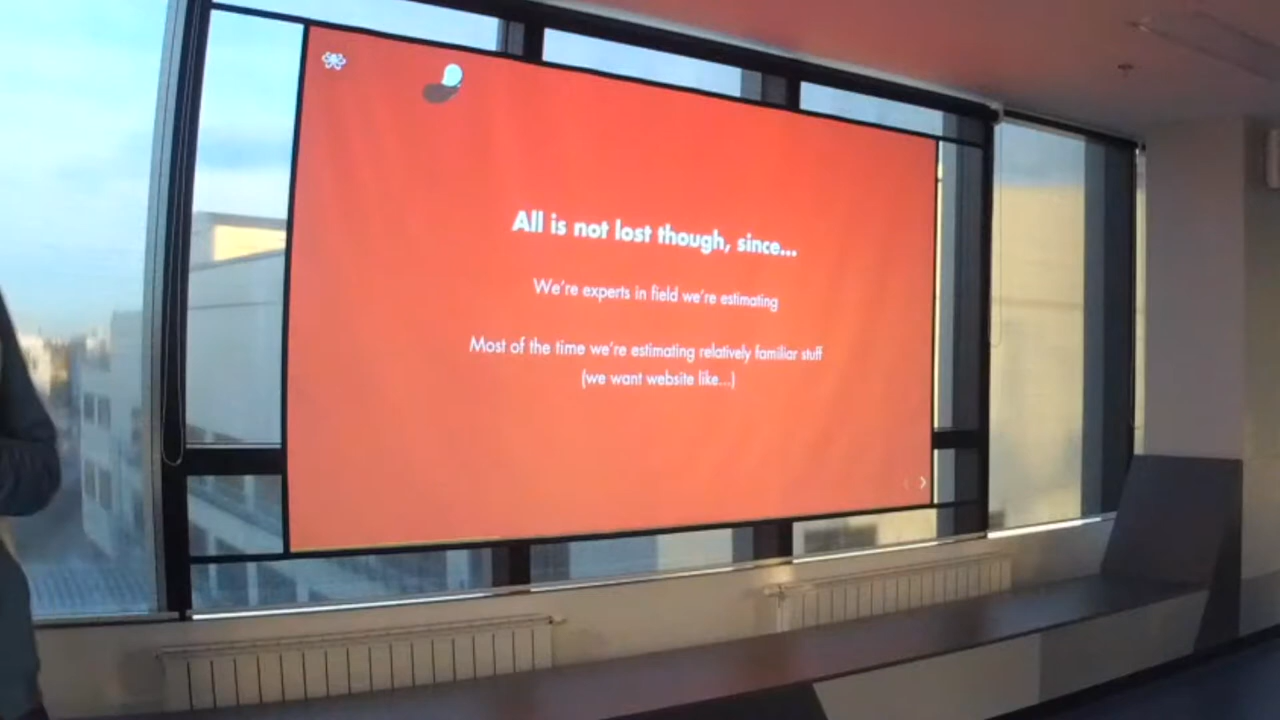 All is not lost though, since...
We're experts in field we're estimating
Most of the time we're estimating relatively familiar stuff
(we want website like...)